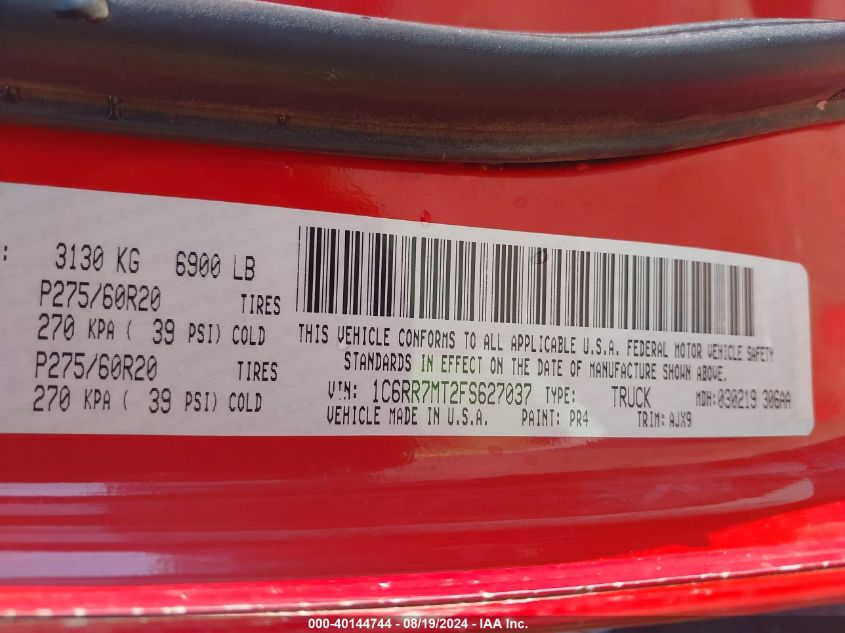 : 3130 KG 6900 LB
P275/60R20 TIRES
270 KPA ( 39 PSI) COLD
P275/60R20 TIRES
270 KPA ( 39 PSI) COLD
THIS VEHICLE CONFORMS TO ALL APPLICABLE U.S.A. FEDERAL MOTOR VEHICLE SAFETY
STANDARDS IN EFFECT ON THE DATE OF MANUFACTURE SHOWN ABOVE.
VIN: 1C6RR7MT2FS627037 TYPE: TRUCK MDH: 030219 306AA
VEHICLE MADE IN U.S.A. PAINT: PR4 TRIM: AJX9
000-40144744 - 08/19/2024 - IAA, Inc.